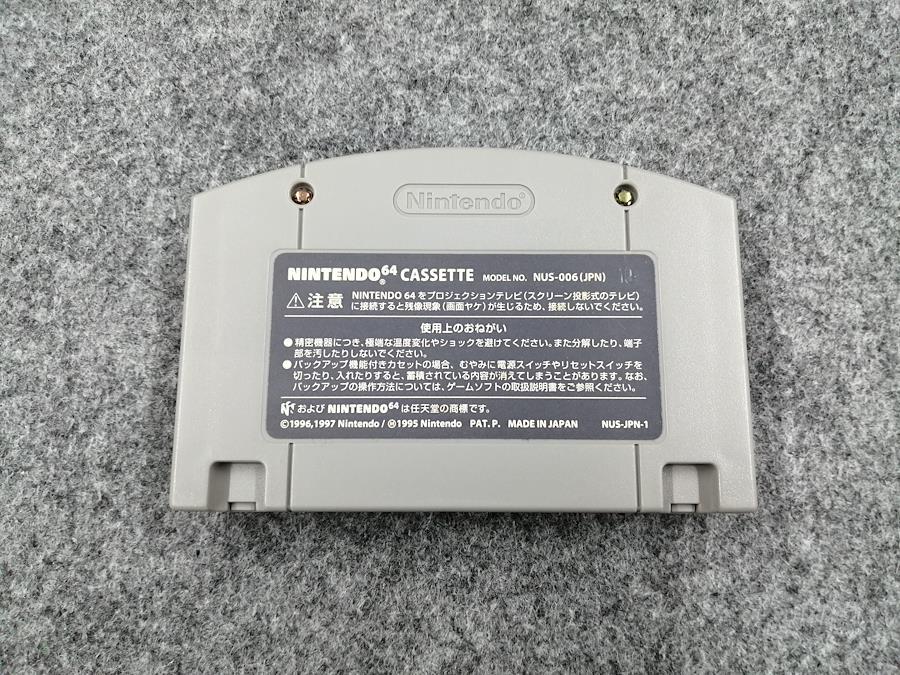 Nintendo®
NINTENDO®64 CASSETTE MODEL NO. NUS-006(JPN)
⚠注意 NINTENDO 64をプロジェクションテレビ(スクリーン投影式のテレビ)
に接続すると残像現象(画面ヤケ)が生じるため、接続しないでください。
使用上のおねがい
●精密機器につき、極端な温度変化やショックを避けてください。また分解したり、端子
部を汚したりしないでください。
●バックアップ機能付きカセットの場合、むやみに電源スイッチやリセットスイッチを
切ったり、入れたりすると、蓄積されている内容が消えてしまうことがあります。なお、
バックアップの操作方法については、ゲームソフトの取扱説明書をご参照ください。
および NINTENDO64 は任天堂の商標です。
©1996,1997 Nintendo / Ⓜ1995 Nintendo PAT. P. MADE IN JAPAN NUS-JPN-1